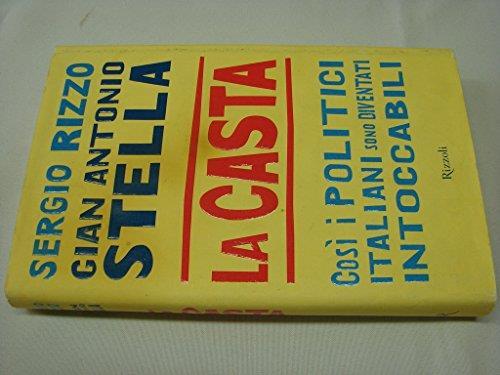 SERGIO RIZZO
GIAN ANTONIO
STELLA
LA CASTA
COSÌ i POLITICI
ITALIANI SONO DIVENTATI
INTOCCABILI
Rizzoli